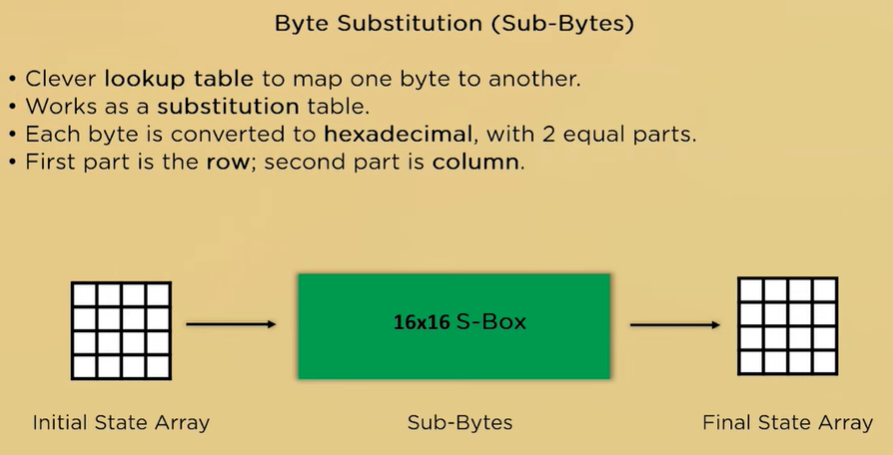 Byte Substitution (Sub-Bytes)
• Clever lookup table to map one byte to another.
• Works as a substitution table.
• Each byte is converted to hexadecimal, with 2 equal parts.
• First part is the row; second part is column.
16x16 S-Box
Initial State Array
Sub-Bytes
Final State Array